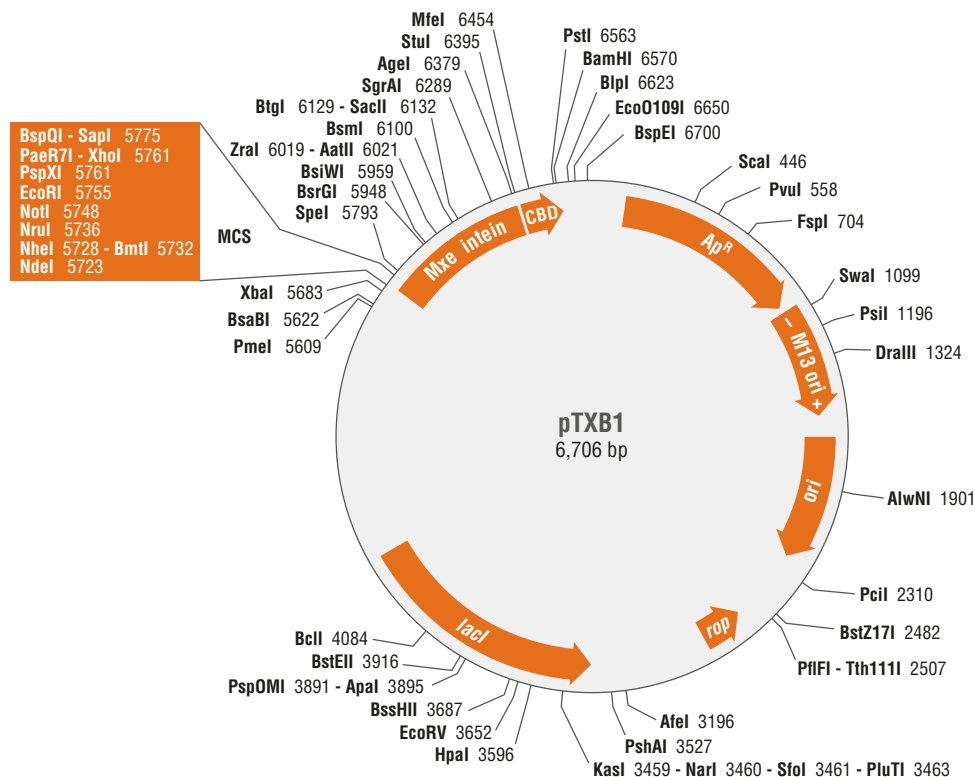 MfeI 6454
StuI 6395
AgeI 6379
SgrAI 6289
BtgI 6129 - SacII 6132
BsmI 6100
ZraI 6019 - AatII 6021
BsiWI 5959
BsrGI 5948
SpeI 5793
MCS
BspQI - SapI 5775
PaeR7I - XhoI 5761
PspXI 5761
EcoRI 5755
NotI 5748
NruI 5736
NheI 5728 - BmtI 5732
NdeI 5723
XbaI 5683
BsaBI 5622
PmeI 5609
PstI 6563
BamHI 6570
BlpI 6623
EcoO109I 6650
BspEI 6700
ScaI 446
PvuI 558
FspI 704
SwaI 1099
PsiI 1196
DraIII 1324
AlwNI 1901
PciI 2310
BstZ17I 2482
PflFI - Tth111I 2507
AfeI 3196
PshAI 3527
KasI 3459 - NarI 3460 - SfoI 3461 - PluTI 3463
HpaI 3596
EcoRV 3652
BssHII 3687
PspOMI 3891 - ApaI 3895
BstEII 3916
BclI 4084
Mxe intein
CBD
ApR
– M13 ori +
ori
rop
lacI
pTXB1
6,706 bp